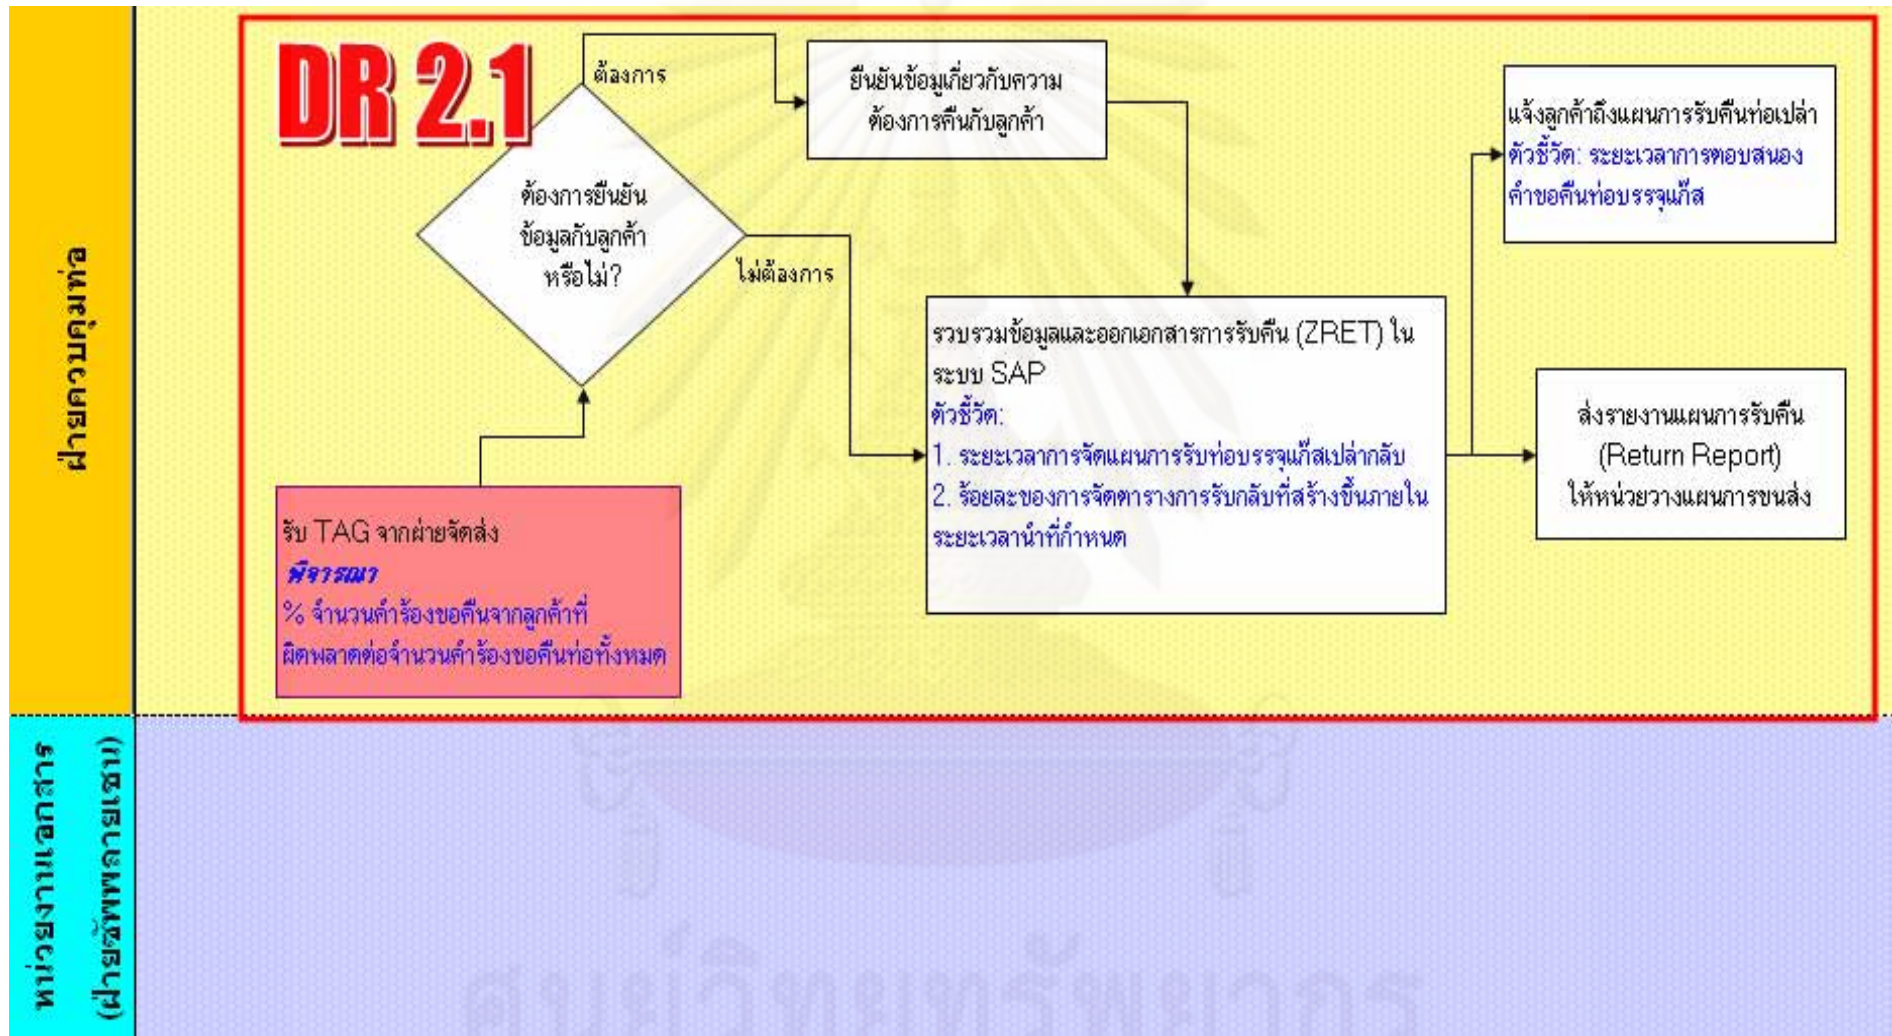 DR 2.1
ต้องการ
ยืนยันข้อมูเกี่ยวกับความ
ต้องการคืนกับลูกค้า
แจ้งลูกค้าถึงแผนการรับคืนท่อเปล่า
ตัวชี้วัด: ระยะเวลาการตอบสนอง
คำขอคืนท่อบรรจุแก๊ส
ต้องการยืนยัน
ข้อมูลกับลูกค้า
หรือไม่?
ไม่ต้องการ
รวบรวมข้อมูลและออกเอกสารการรับคืน (ZRET) ใน
ระบบ SAP
ตัวชี้วัด:
1. ระยะเวลาการจัดแผนการรับท่อบรรจุแก๊สเปล่ากลับ
2. ร้อยละของการจัดตารางการรับกลับที่สร้างขึ้นภายใน
ระยะเวลานำที่กำหนด
ส่งรายงานแผนการรับคืน
(Return Report)
ให้หน่วยวางแผนการขนส่ง
รับ TAG จากฝ่ายจัดส่ง
พิจารณา
% จำนวนคำร้องขอคืนจากลูกค้าที่
ผิดพลาดต่อจำนวนคำร้องขอคืนท่อทั้งหมด
ฝ่ายควบคุมท่อ
หน่วยงานเอกสาร
(ฝ่ายซัพพลายเชน)
ศูนย์วิทยทรัพยากร